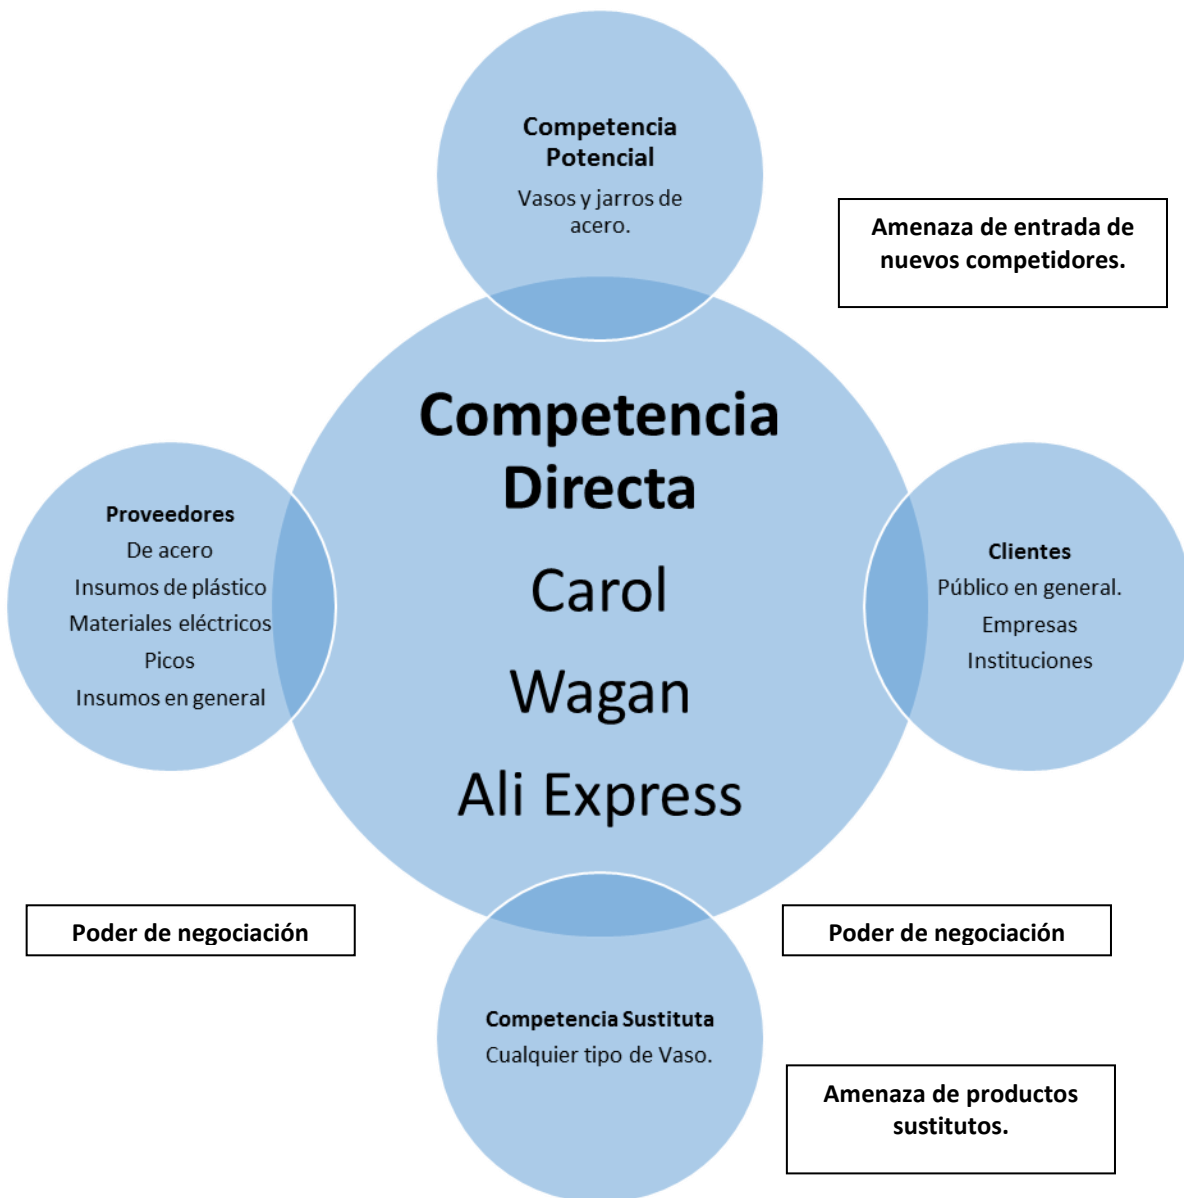 Competencia
Potencial
Vasos y jarros de
acero.
Amenaza de entrada de
nuevos competidores.
Competencia
Directa
Carol
Wagan
Ali Express
Proveedores
De acero
Insumos de plástico
Materiales eléctricos
Picos
Insumos en general
Clientes
Público en general.
Empresas
Instituciones
Poder de negociación
Poder de negociación
Competencia Sustituta
Cualquier tipo de Vaso.
Amenaza de productos
sustitutos.